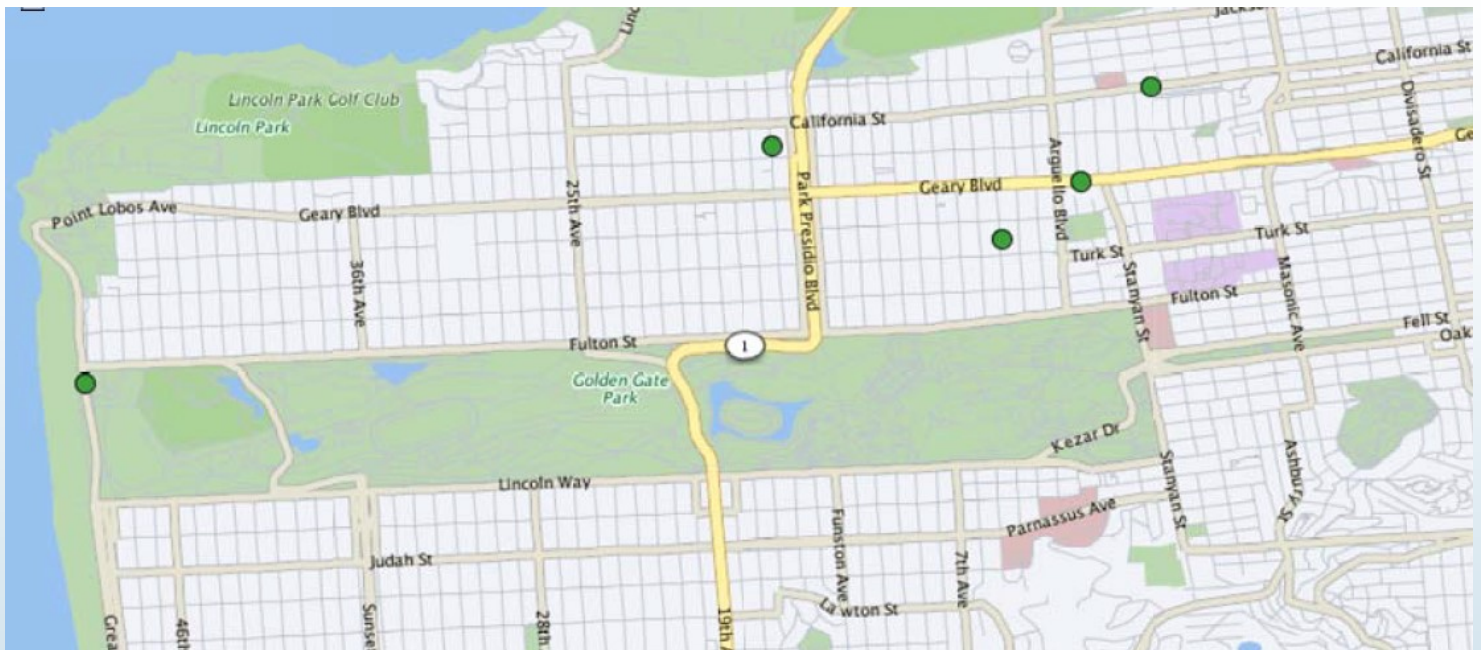 Jackson
California St
Lincoln Park Golf Club
Lincoln Park
California St
Divisadero St
Arguello Blvd
Geary Blvd
25th Ave
Park Presidio Blvd
Point Lobos Ave
Geary Blvd
Turk St
Turk St
36th Ave
Stanyan St
Masonic Ave
Fulton St
Fell St
Oak
Fulton St
1
Golden Gate
Park
Kezar Dr
Lincoln Way
Stanyan St
Ashbury St
Parnassus Ave
Funston Ave
Judah St
7th Ave
Lawton St
Grea
46th
Sunse
28th
19th